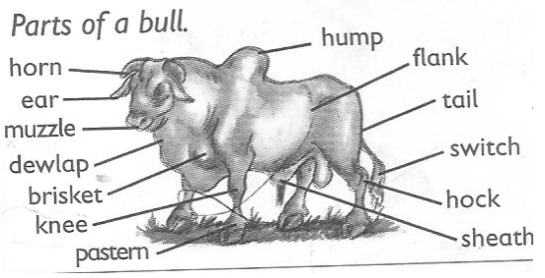 Parts of a bull.
hump
flank
horn
ear
tail
muzzle
switch
dewlap
brisket
hock
knee
sheath
pastern